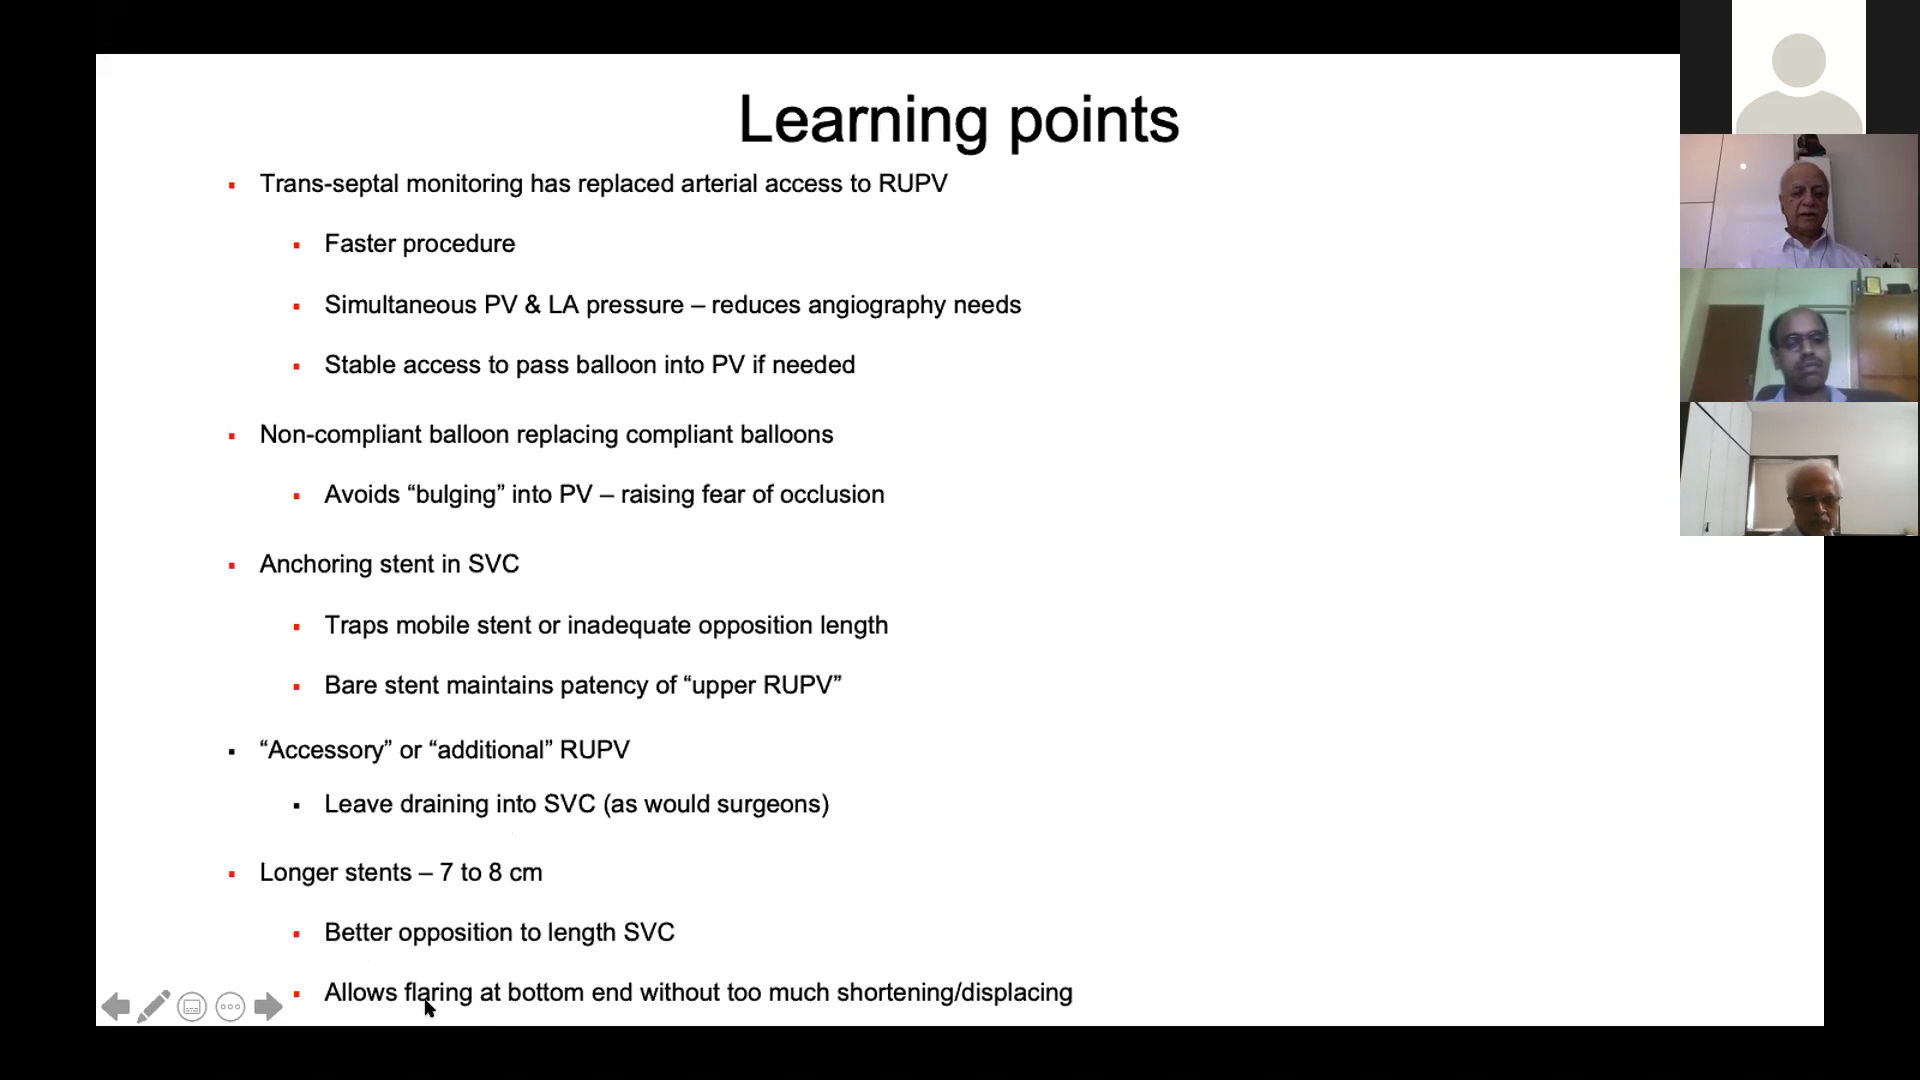 Learning points
Trans-septal monitoring has replaced arterial access to RUPV
Faster procedure
Simultaneous PV & LA pressure – reduces angiography needs
Stable access to pass balloon into PV if needed
Non-compliant balloon replacing compliant balloons
Avoids “bulging” into PV – raising fear of occlusion
Anchoring stent in SVC
Traps mobile stent or inadequate opposition length
Bare stent maintains patency of “upper RUPV”
“Accessory” or “additional” RUPV
Leave draining into SVC (as would surgeons)
Longer stents – 7 to 8 cm
Better opposition to length SVC
Allows flaring at bottom end without too much shortening/displacing